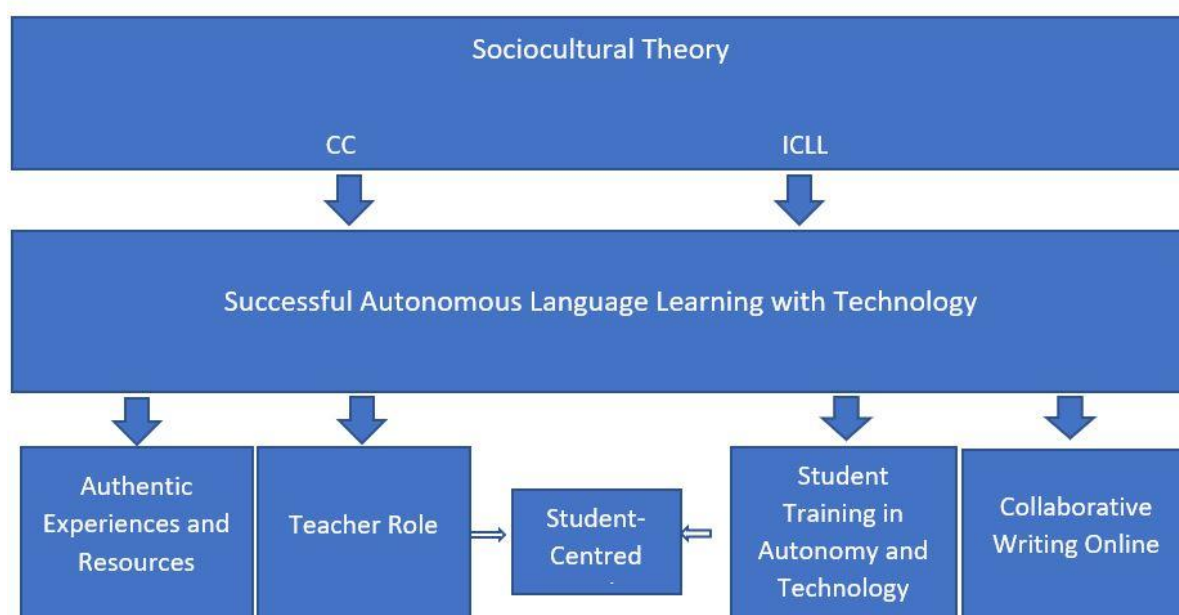 Sociocultural Theory
CC ICLL
Successful Autonomous Language Learning with Technology
Authentic
Experiences and
Resources
Teacher Role
Student-
Centred
Student
Training in
Autonomy and
Technology
Collaborative
Writing Online